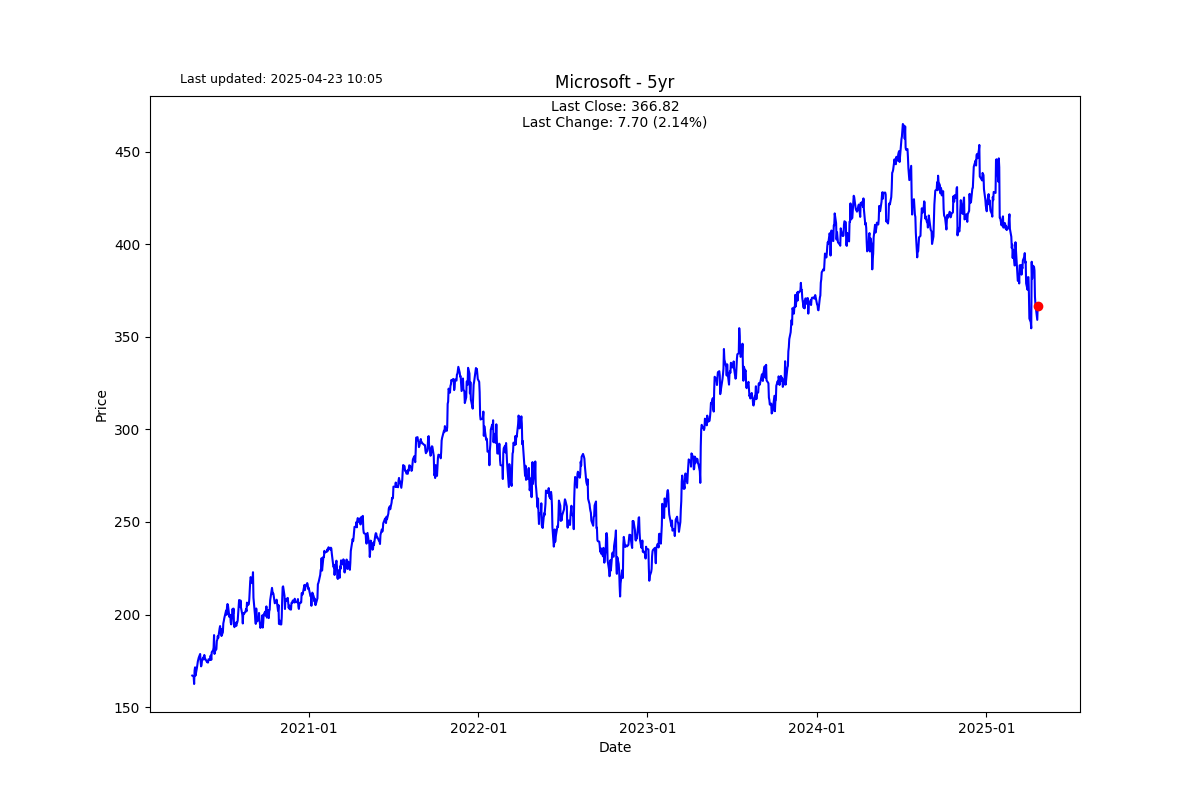 Last updated: 2025-04-23 10:05
Microsoft - 5yr
Last Close: 366.82
Last Change: 7.70 (2.14%)
450
400
350
300
250
200
150
Price
2021-01
2022-01
2023-01
2024-01
2025-01
Date